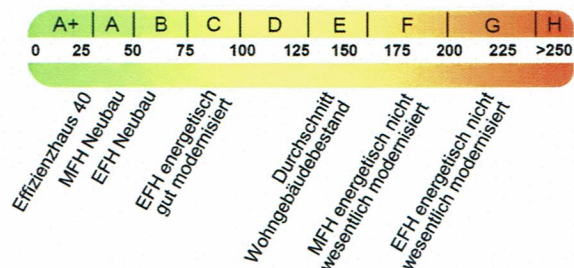 A+ A B C D E F G H
0 25 50 75 100 125 150 175 200 225 >250
Effizienzhaus 40
MFH Neubau
EFH Neubau
EFH energetisch
gut modernisiert
Durchschnitt
Wohngebäudebestand
MFH energetisch nicht
wesentlich modernisiert
EFH energetisch nicht
wesentlich modernisiert